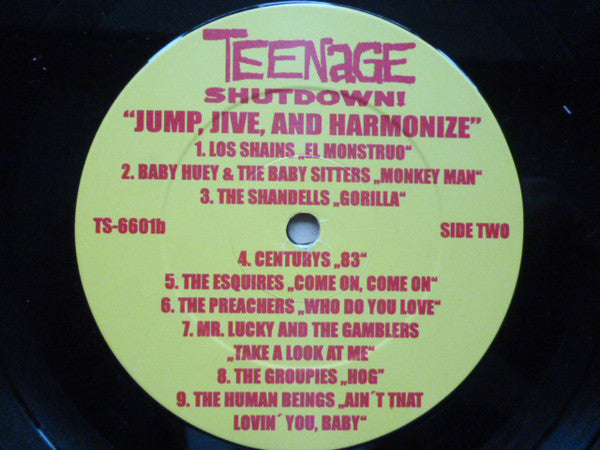 TEENAGE
SHUTDOWN!
“JUMP, JIVE, AND HARMONIZE”
1. LOS SHAINS „EL MONSTRUO“
2. BABY HUEY & THE BABY SITTERS „MONKEY MAN“
3. THE SHANDELLS „GORILLA“
TS-6601b
SIDE TWO
4. CENTURYS „83“
5. THE ESQUIRES „COME ON, COME ON“
6. THE PREACHERS „WHO DO YOU LOVE“
7. MR. LUCKY AND THE GAMBLERS
„TAKE A LOOK AT ME“
8. THE GROUPIES „HOG”
9. THE HUMAN BEINGS „AIN´T THAT
LOVIN´ YOU, BABY“